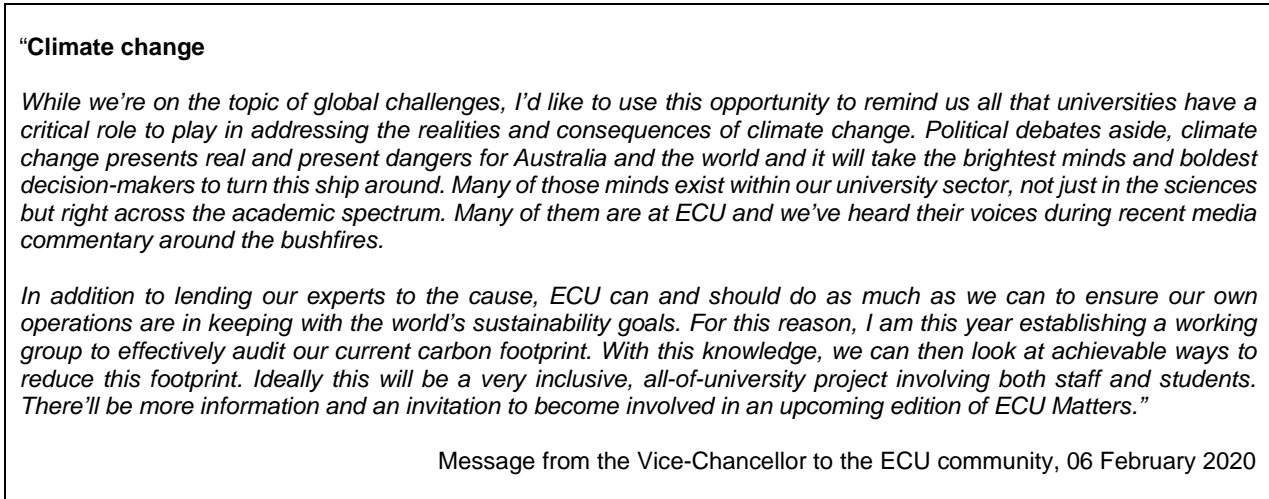 “Climate change
While we’re on the topic of global challenges, I’d like to use this opportunity to remind us all that universities have a
critical role to play in addressing the realities and consequences of climate change. Political debates aside, climate
change presents real and present dangers for Australia and the world and it will take the brightest minds and boldest
decision-makers to turn this ship around. Many of those minds exist within our university sector, not just in the sciences
but right across the academic spectrum. Many of them are at ECU and we’ve heard their voices during recent media
commentary around the bushfires.
In addition to lending our experts to the cause, ECU can and should do as much as we can to ensure our own
operations are in keeping with the world’s sustainability goals. For this reason, I am this year establishing a working
group to effectively audit our current carbon footprint. With this knowledge, we can then look at achievable ways to
reduce this footprint. Ideally this will be a very inclusive, all-of-university project involving both staff and students.
There’ll be more information and an invitation to become involved in an upcoming edition of ECU Matters.”
Message from the Vice-Chancellor to the ECU community, 06 February 2020